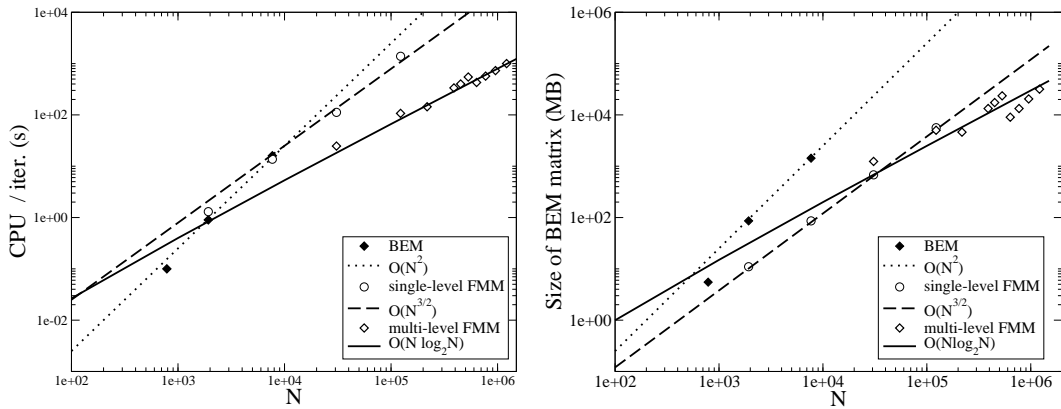 CPU / iter. (s)
1e+04
1e+02
1e+00
1e-02
1e+02 1e+03 1e+04 1e+05 1e+06
N
BEM
O(N^2)
single-level FMM
O(N^3/2)
multi-level FMM
O(N log_2N)
Size of BEM matrix (MB)
1e+06
1e+04
1e+02
1e+00
1e+02 1e+03 1e+04 1e+05 1e+06
N
BEM
O(N^2)
single-level FMM
O(N^3/2)
multi-level FMM
O(Nlog_2N)